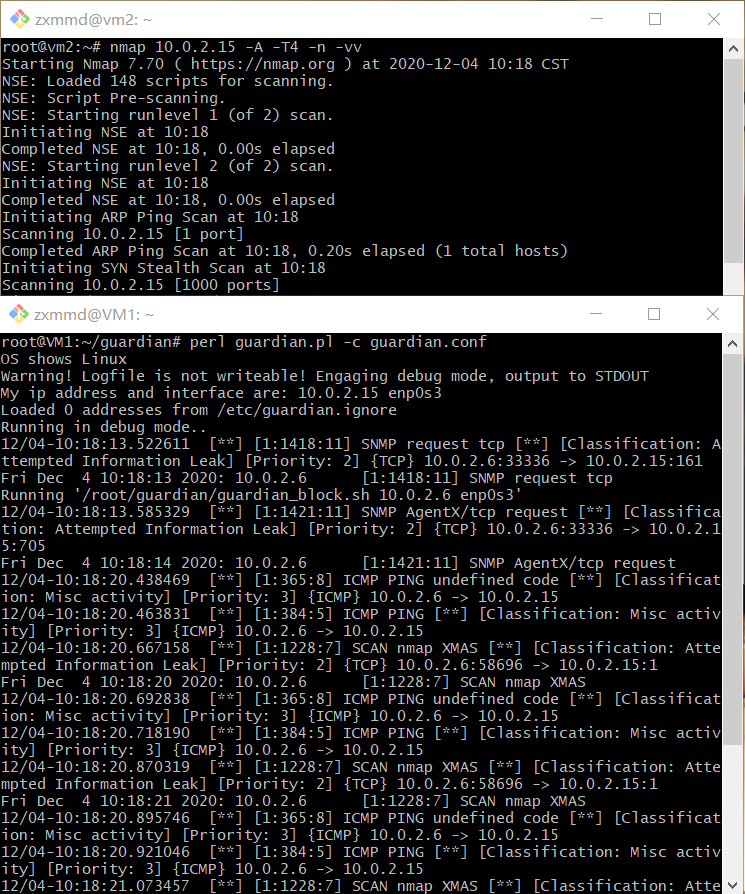 zxmmd@vm2: ~
root@vm2:~# nmap 10.0.2.15 -A -T4 -n -vv
Starting Nmap 7.70 ( https://nmap.org ) at 2020-12-04 10:18 CST
NSE: Loaded 148 scripts for scanning.
NSE: Script Pre-scanning.
NSE: Starting runlevel 1 (of 2) scan.
Initiating NSE at 10:18
Completed NSE at 10:18, 0.00s elapsed
NSE: Starting runlevel 2 (of 2) scan.
Initiating NSE at 10:18
Completed NSE at 10:18, 0.00s elapsed
Initiating ARP Ping Scan at 10:18
Scanning 10.0.2.15 [1 port]
Completed ARP Ping Scan at 10:18, 0.20s elapsed (1 total hosts)
Initiating SYN Stealth Scan at 10:18
Scanning 10.0.2.15 [1000 ports]
zxmmd@VM1: ~
root@VM1:~/guardian# perl guardian.pl -c guardian.conf
OS shows Linux
Warning! Logfile is not writeable! Engaging debug mode, output to STDOUT
My ip address and interface are: 10.0.2.15 enp0s3
Loaded 0 addresses from /etc/guardian.ignore
Running in debug mode..
12/04-10:18:13.522611  [**] [1:1418:11] SNMP request tcp [**] [Classification: A
ttempted Information Leak] [Priority: 2] {TCP} 10.0.2.6:33336 -> 10.0.2.15:161
Fri Dec  4 10:18:13 2020: 10.0.2.6      [1:1418:11] SNMP request tcp
Running '/root/guardian/guardian_block.sh 10.0.2.6 enp0s3'
12/04-10:18:13.585329  [**] [1:1421:11] SNMP AgentX/tcp request [**] [Classifica
tion: Attempted Information Leak] [Priority: 2] {TCP} 10.0.2.6:33336 -> 10.0.2.1
5:705
Fri Dec  4 10:18:14 2020: 10.0.2.6      [1:1421:11] SNMP AgentX/tcp request
12/04-10:18:20.438469  [**] [1:365:8] ICMP PING undefined code [**] [Classificat
ion: Misc activity] [Priority: 3] {ICMP} 10.0.2.6 -> 10.0.2.15
12/04-10:18:20.463831  [**] [1:384:5] ICMP PING [**] [Classification: Misc activ
ity] [Priority: 3] {ICMP} 10.0.2.6 -> 10.0.2.15
12/04-10:18:20.667158  [**] [1:1228:7] SCAN nmap XMAS [**] [Classification: Atte
mpted Information Leak] [Priority: 2] {TCP} 10.0.2.6:58696 -> 10.0.2.15:1
Fri Dec  4 10:18:20 2020: 10.0.2.6      [1:1228:7] SCAN nmap XMAS
12/04-10:18:20.692838  [**] [1:365:8] ICMP PING undefined code [**] [Classificat
ion: Misc activity] [Priority: 3] {ICMP} 10.0.2.6 -> 10.0.2.15
12/04-10:18:20.718190  [**] [1:384:5] ICMP PING [**] [Classification: Misc activ
ity] [Priority: 3] {ICMP} 10.0.2.6 -> 10.0.2.15
12/04-10:18:20.870319  [**] [1:1228:7] SCAN nmap XMAS [**] [Classification: Atte
mpted Information Leak] [Priority: 2] {TCP} 10.0.2.6:58696 -> 10.0.2.15:1
Fri Dec  4 10:18:21 2020: 10.0.2.6      [1:1228:7] SCAN nmap XMAS
12/04-10:18:20.895746  [**] [1:365:8] ICMP PING undefined code [**] [Classificat
ion: Misc activity] [Priority: 3] {ICMP} 10.0.2.6 -> 10.0.2.15
12/04-10:18:20.921046  [**] [1:384:5] ICMP PING [**] [Classification: Misc activ
ity] [Priority: 3] {ICMP} 10.0.2.6 -> 10.0.2.15
12/04-10:18:21.073457  [**] [1:1228:7] SCAN nmap XMAS [**] [Classification: Atte